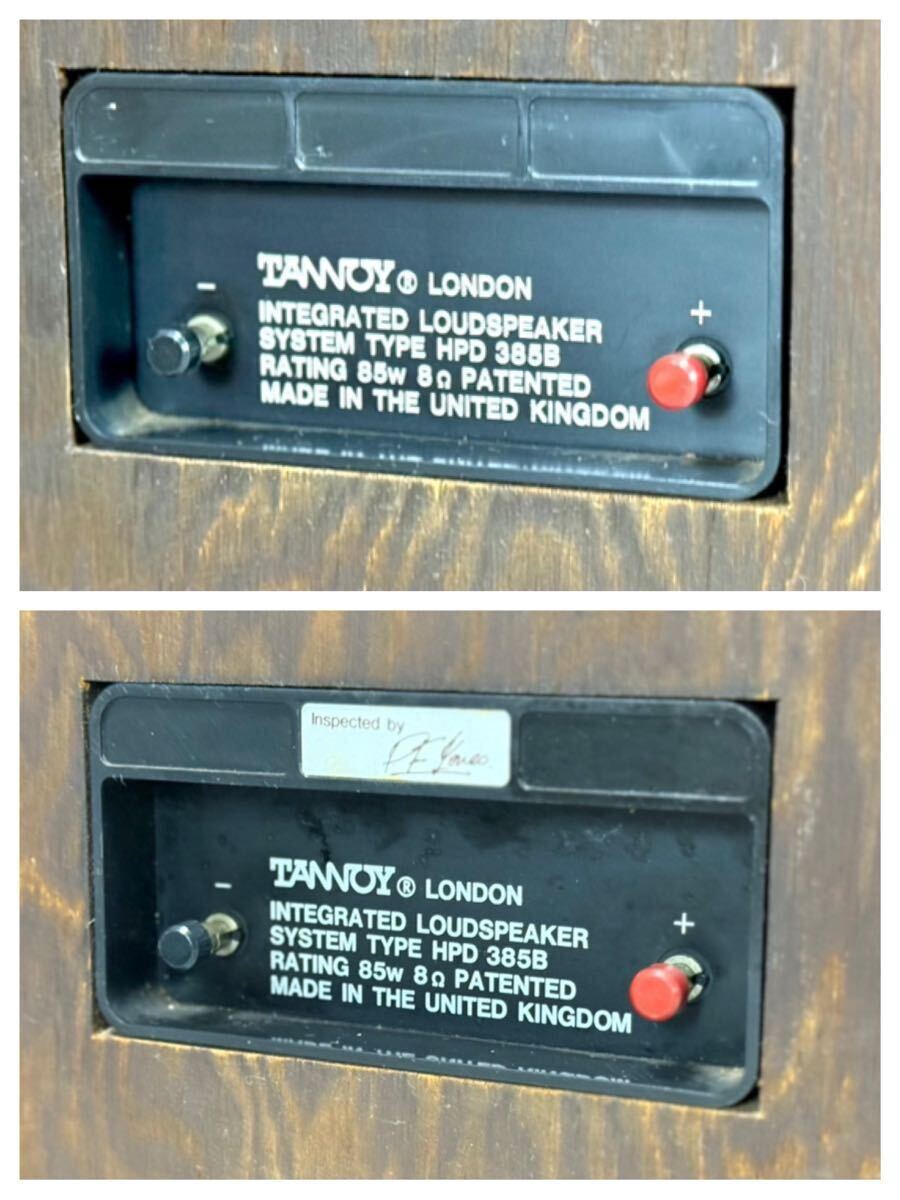 TANNOY® LONDON
- +
INTEGRATED LOUDSPEAKER
SYSTEM TYPE HPD 385B
RATING 85w 8Ω PATENTED
MADE IN THE UNITED KINGDOM
Inspected by
TANNOY® LONDON
- +
INTEGRATED LOUDSPEAKER
SYSTEM TYPE HPD 385B
RATING 85w 8Ω PATENTED
MADE IN THE UNITED KINGDOM